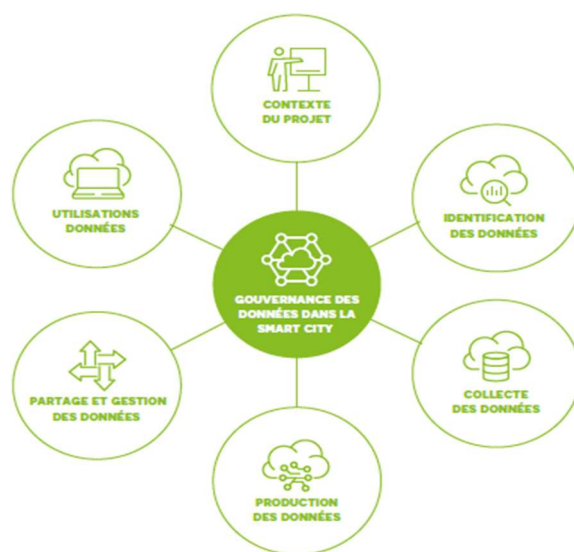 CONTEXTE
DU PROJET
UTILISATIONS
DONNÉES
IDENTIFICATION
DES DONNÉES
GOUVERNANCE DES
DONNÉES DANS LA
SMART CITY
PARTAGE ET GESTION
DES DONNÉES
COLLECTE
DES DONNÉES
PRODUCTION
DES DONNÉES